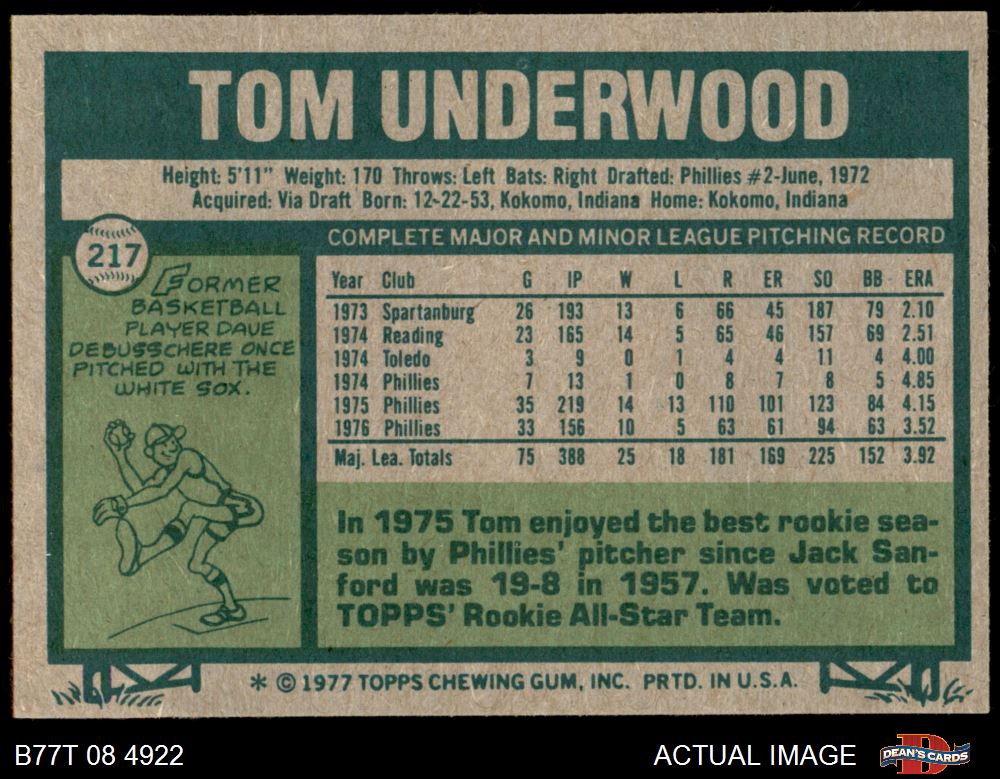 TOM UNDERWOOD
Height: 5'11" Weight: 170 Throws: Left Bats: Right Drafted: Phillies #2-June, 1972
Acquired: Via Draft Born: 12-22-53, Kokomo, Indiana Home: Kokomo, Indiana
217
FORMER
BASKETBALL
PLAYER DAVE
DEBUSSCHERE ONCE
PITCHED WITH THE
WHITE SOX.
COMPLETE MAJOR AND MINOR LEAGUE PITCHING RECORD
Year Club G IP W L R ER SO BB ERA
1973 Spartanburg 26 193 13 6 66 45 187 79 2.10
1974 Reading 23 165 14 5 65 46 157 69 2.51
1974 Toledo 3 9 0 1 4 4 11 4 4.00
1974 Phillies 7 13 1 0 8 7 8 5 4.85
1975 Phillies 35 219 14 13 110 101 123 84 4.15
1976 Phillies 33 156 10 5 63 61 94 63 3.52
Maj. Lea. Totals 75 388 25 18 181 169 225 152 3.92
In 1975 Tom enjoyed the best rookie sea-
son by Phillies' pitcher since Jack San-
ford was 19-8 in 1957. Was voted to
TOPPS' Rookie All-Star Team.
* © 1977 TOPPS CHEWING GUM, INC. PRTD. IN U.S.A.
B77T 08 4922
ACTUAL IMAGE
D
DEAN'S CARDS